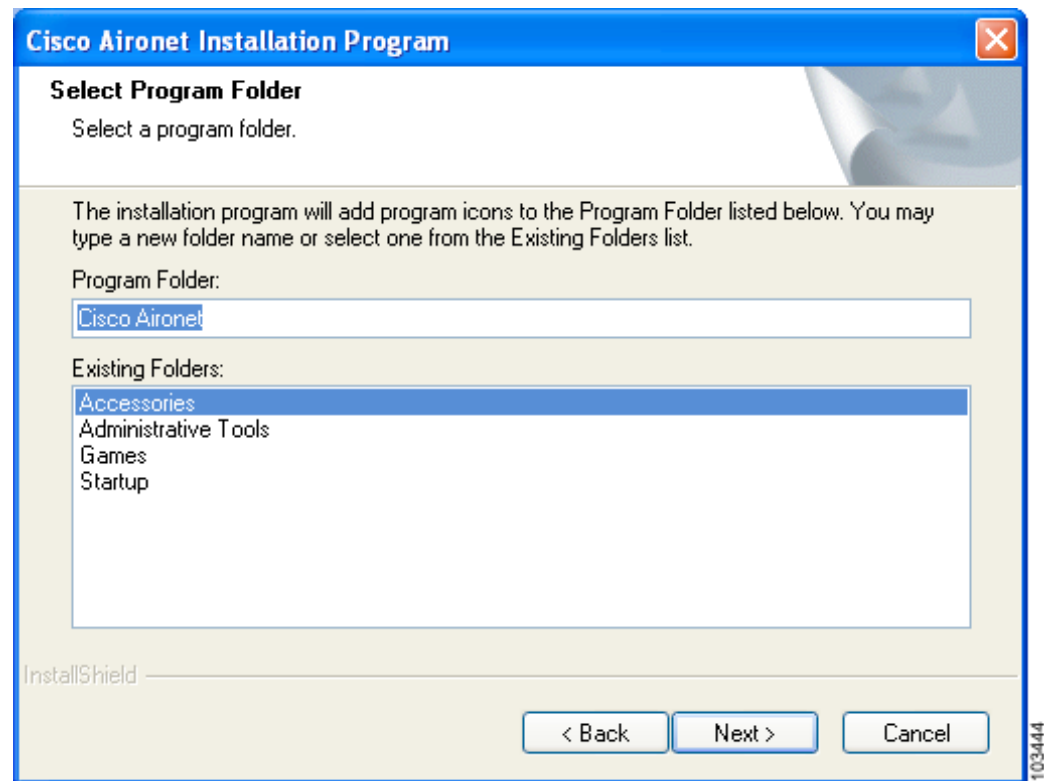 Cisco Aironet Installation Program
Select Program Folder
Select a program folder.
The installation program will add program icons to the Program Folder listed below. You may
type a new folder name or select one from the Existing Folders list.
Program Folder:
Cisco Aironet
Existing Folders:
Accessories
Administrative Tools
Games
Startup
InstallShield
< Back
Next >
Cancel
103444